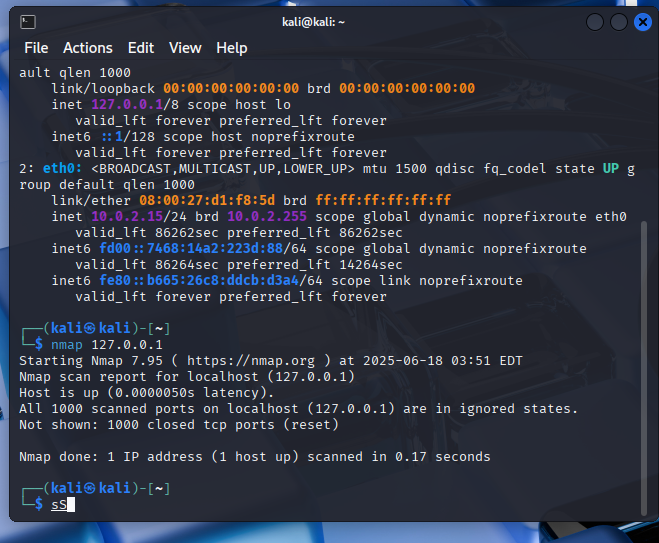 kali@kali: ~
File Actions Edit View Help
ault qlen 1000
    link/loopback 00:00:00:00:00:00 brd 00:00:00:00:00:00
    inet 127.0.0.1/8 scope host lo
       valid_lft forever preferred_lft forever
    inet6 ::1/128 scope host noprefixroute
       valid_lft forever preferred_lft forever
2: eth0: <BROADCAST,MULTICAST,UP,LOWER_UP> mtu 1500 qdisc fq_codel state UP g
roup default qlen 1000
    link/ether 08:00:27:d1:f8:5d brd ff:ff:ff:ff:ff:ff
    inet 10.0.2.15/24 brd 10.0.2.255 scope global dynamic noprefixroute eth0
       valid_lft 86262sec preferred_lft 86262sec
    inet6 fd00::7468:14a2:223d:88/64 scope global dynamic noprefixroute
       valid_lft 86264sec preferred_lft 14264sec
    inet6 fe80::b665:26c8:ddcb:d3a4/64 scope link noprefixroute
       valid_lft forever preferred_lft forever
┌──(kali㉿kali)-[~]
└─$ nmap 127.0.0.1
Starting Nmap 7.95 ( https://nmap.org ) at 2025-06-18 03:51 EDT
Nmap scan report for localhost (127.0.0.1)
Host is up (0.0000050s latency).
All 1000 scanned ports on localhost (127.0.0.1) are in ignored states.
Not shown: 1000 closed tcp ports (reset)
Nmap done: 1 IP address (1 host up) scanned in 0.17 seconds
┌──(kali㉿kali)-[~]
└─$ sS